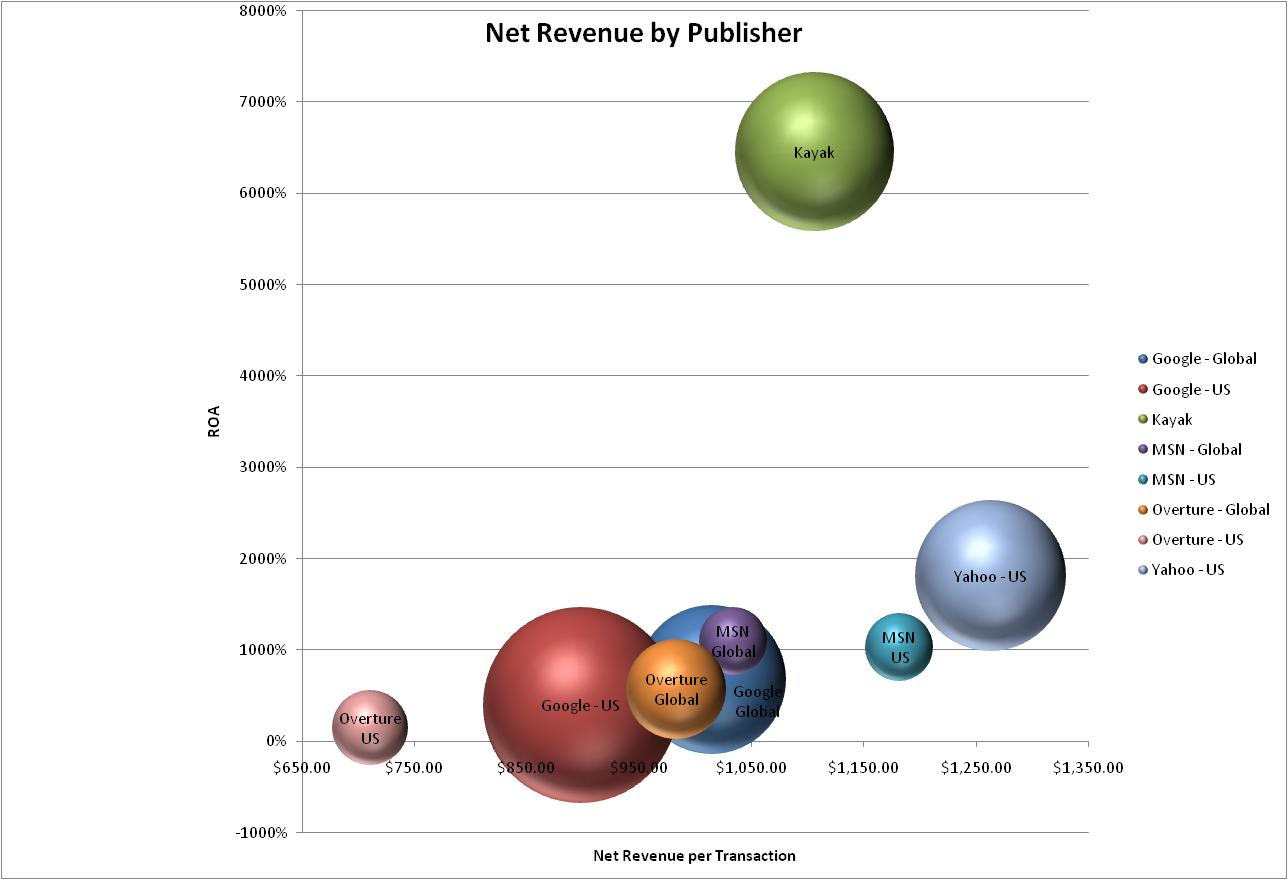 Net Revenue by Publisher
8000%
7000%
6000%
5000%
4000%
3000%
2000%
1000%
0%
-1000%
ROA
Kayak
Yahoo - US
MSN
US
MSN
Global
Google
Global
Overture
Global
Google - US
Overture
US
$650.00
$750.00
$850.00
$950.00
$1,050.00
$1,150.00
$1,250.00
$1,350.00
Net Revenue per Transaction
Google - Global
Google - US
Kayak
MSN - Global
MSN - US
Overture - Global
Overture - US
Yahoo - US